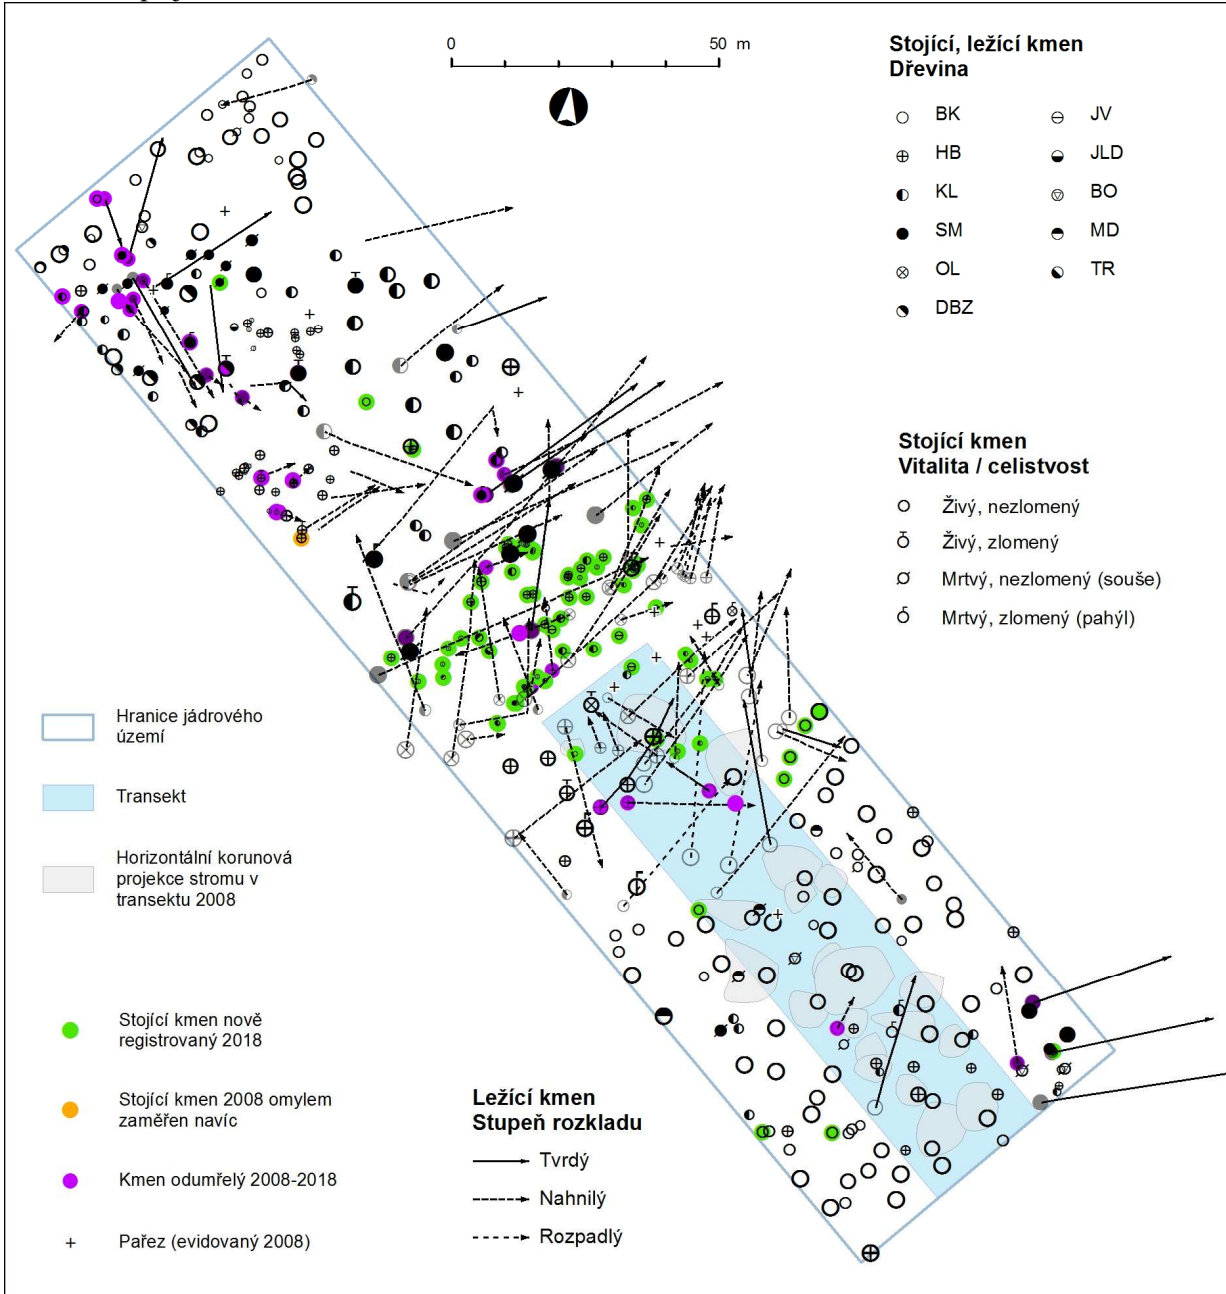 0
50 m
Stojící, ležící kmen
Dřevina
BK
HB
KL
SM
OL
DBZ
JV
JLD
BO
MD
TR
Stojící kmen
Vitalita / celistvost
Živý, nezlomený
Živý, zlomený
Mrtvý, nezlomený (souše)
Mrtvý, zlomený (pahýl)
Hranice jádrového
území
Transekt
Horizontální korunová
projekce stromu v
transektu 2008
Stojící kmen nově
registrovaný 2018
Stojící kmen 2008 omylem
zaměřen navíc
Kmen odumřelý 2008-2018
Pařez (evidovaný 2008)
Ležící kmen
Stupeň rozkladu
Tvrdý
Nahnilý
Rozpadlý